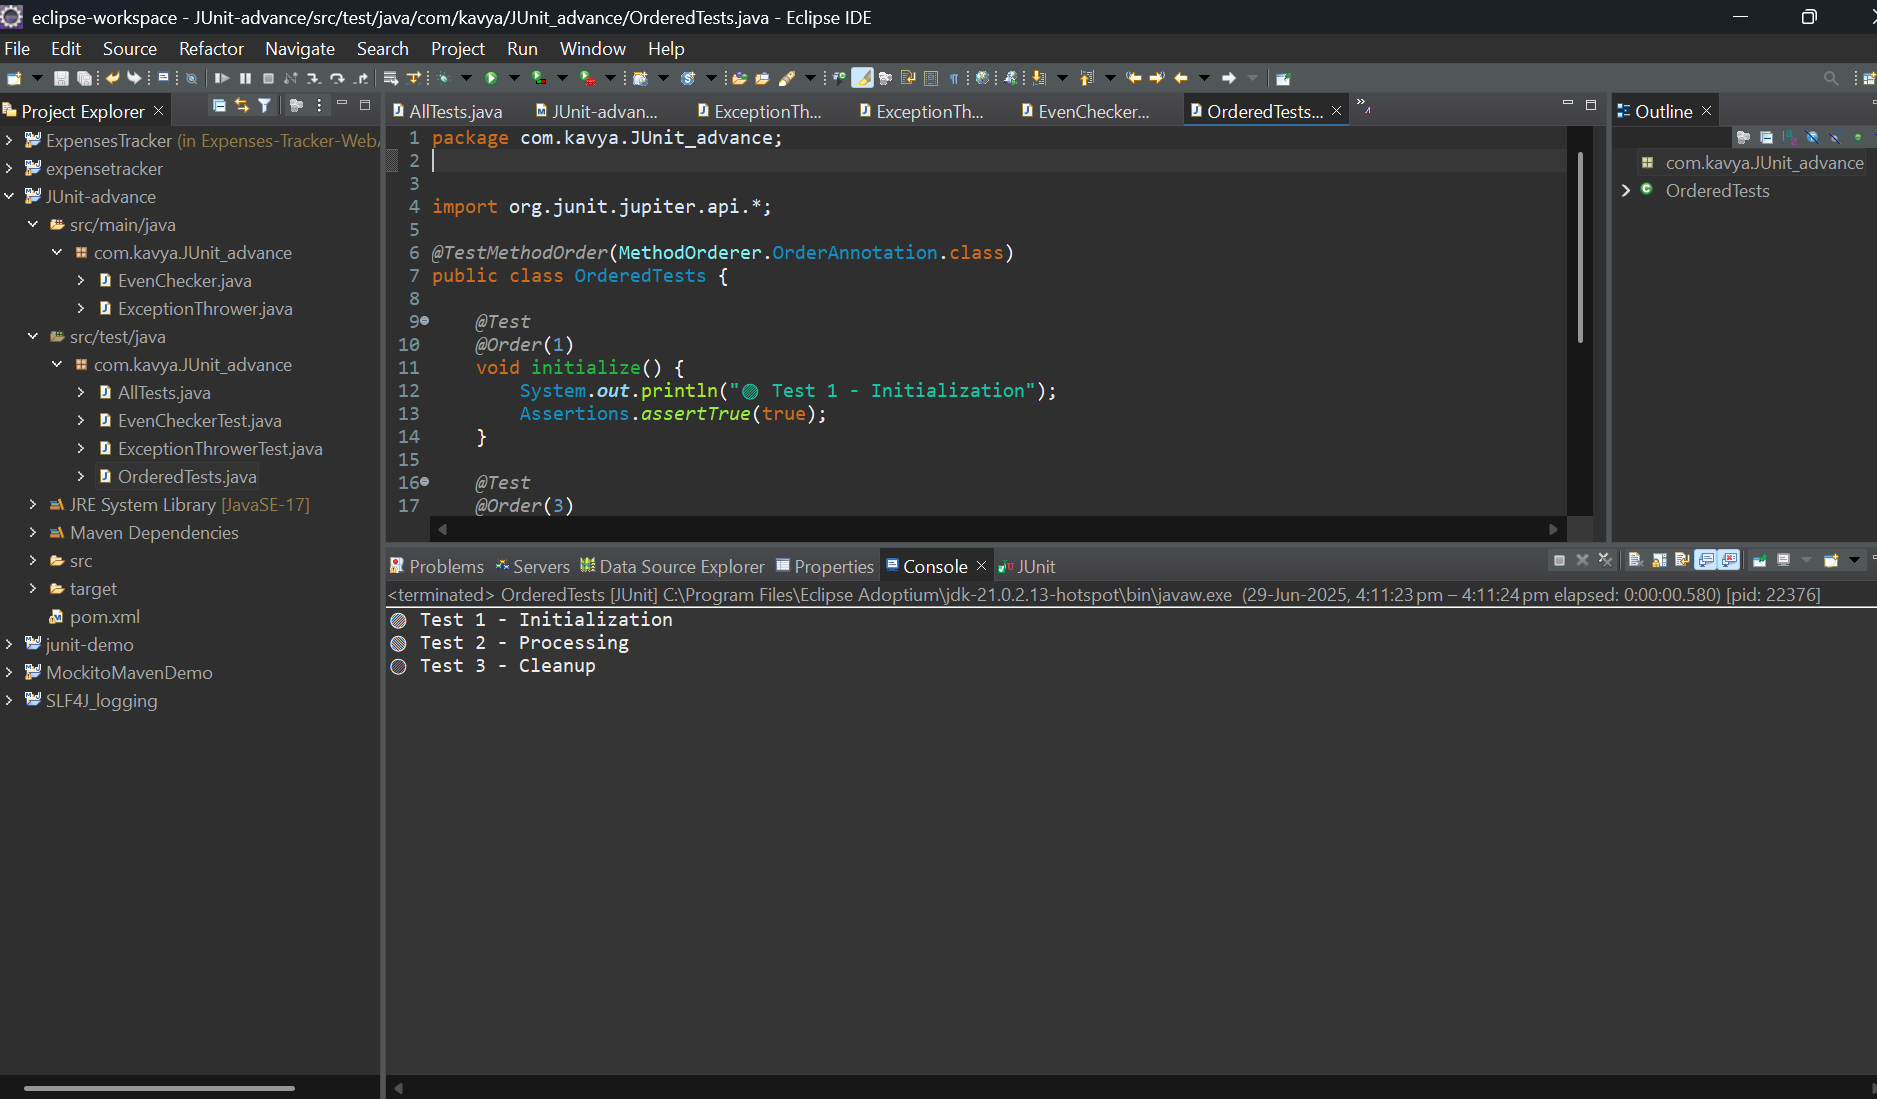 eclipse-workspace - JUnit-advance/src/test/java/com/kavya/JUnit_advance/OrderedTests.java - Eclipse IDE
File Edit Source Refactor Navigate Search Project Run Window Help
Project Explorer
ExpensesTracker (in Expenses-Tracker-Web
expensetracker
JUnit-advance
src/main/java
com.kavya.JUnit_advance
EvenChecker.java
ExceptionThrower.java
src/test/java
com.kavya.JUnit_advance
AllTests.java
EvenCheckerTest.java
ExceptionThrowerTest.java
OrderedTests.java
JRE System Library [JavaSE-17]
Maven Dependencies
src
target
pom.xml
junit-demo
MockitoMavenDemo
SLF4J_logging
AllTests.java JUnit-advan... ExceptionTh... ExceptionTh... EvenChecker... OrderedTests...
1 package com.kavya.JUnit_advance;
2
3
4 import org.junit.jupiter.api.*;
5
6 @TestMethodOrder(MethodOrderer.OrderAnnotation.class)
7 public class OrderedTests {
8
9 @Test
10 @Order(1)
11 void initialize() {
12 System.out.println("🟢 Test 1 - Initialization");
13 Assertions.assertTrue(true);
14 }
15
16 @Test
17 @Order(3)
Outline
com.kavya.JUnit_advance
OrderedTests
Problems Servers Data Source Explorer Properties Console JUnit
<terminated> OrderedTests [JUnit] C:\Program Files\Eclipse Adoptium\jdk-21.0.2.13-hotspot\bin\javaw.exe (29-Jun-2025, 4:11:23 pm – 4:11:24 pm elapsed: 0:00:00.580) [pid: 22376]
Test 1 - Initialization
Test 2 - Processing
Test 3 - Cleanup